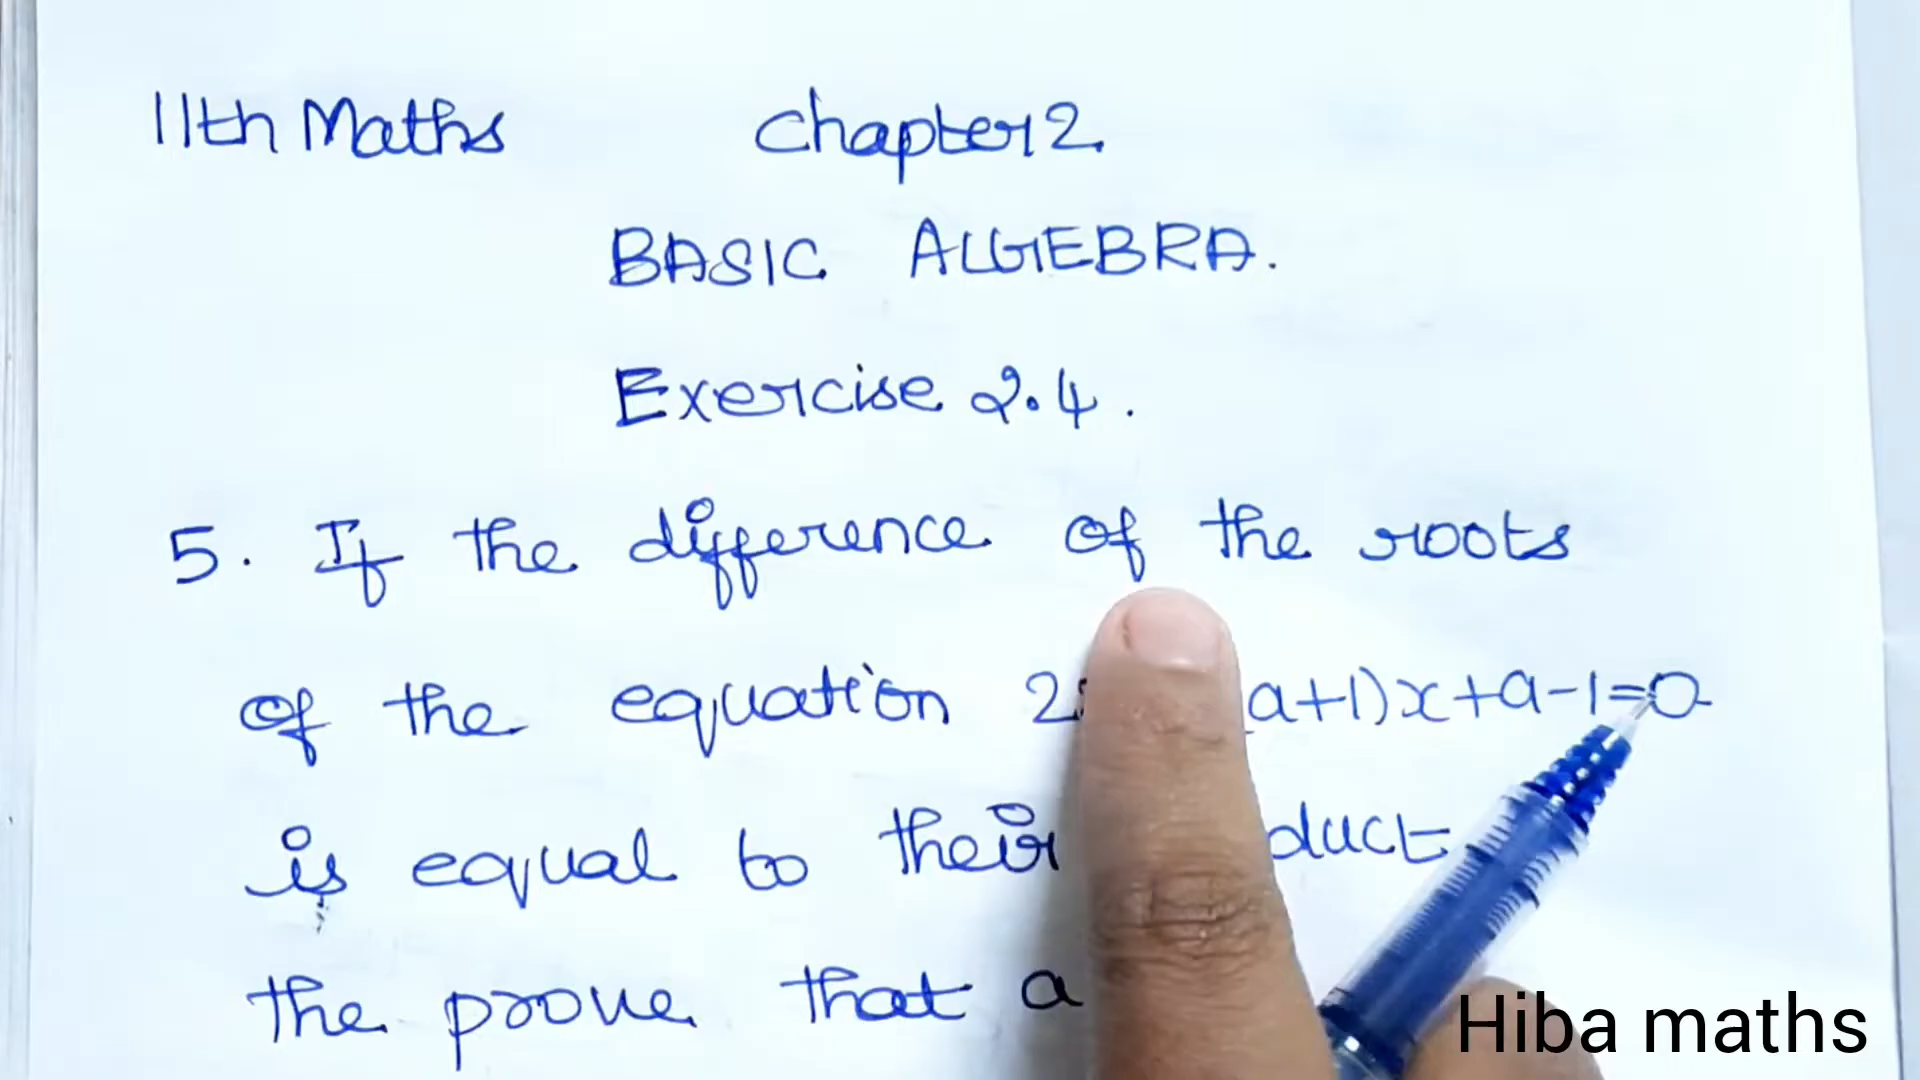 11th Maths Chapter 2.
BASIC ALGEBRA.
Exercise 2.4.
5. If the difference of the roots
of the equation 2 a+1)x+a-1=0
is equal to their duct
the prove that a
Hiba maths